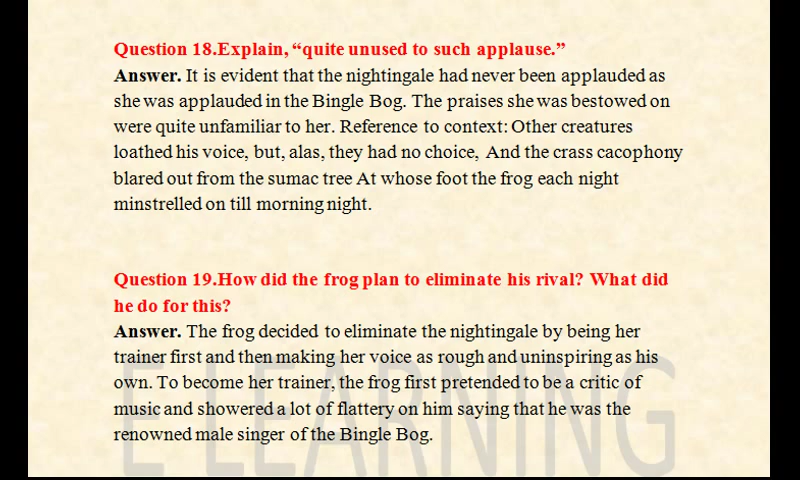 Question 18.Explain, “quite unused to such applause.”
Answer. It is evident that the nightingale had never been applauded as
she was applauded in the Bingle Bog. The praises she was bestowed on
were quite unfamiliar to her. Reference to context: Other creatures
loathed his voice, but, alas, they had no choice, And the crass cacophony
blared out from the sumac tree At whose foot the frog each night
minstrelled on till morning night.
Question 19.How did the frog plan to eliminate his rival? What did
he do for this?
Answer. The frog decided to eliminate the nightingale by being her
trainer first and then making her voice as rough and uninspiring as his
own. To become her trainer, the frog first pretended to be a critic of
music and showered a lot of flattery on him saying that he was the
renowned male singer of the Bingle Bog.
E LEARNING